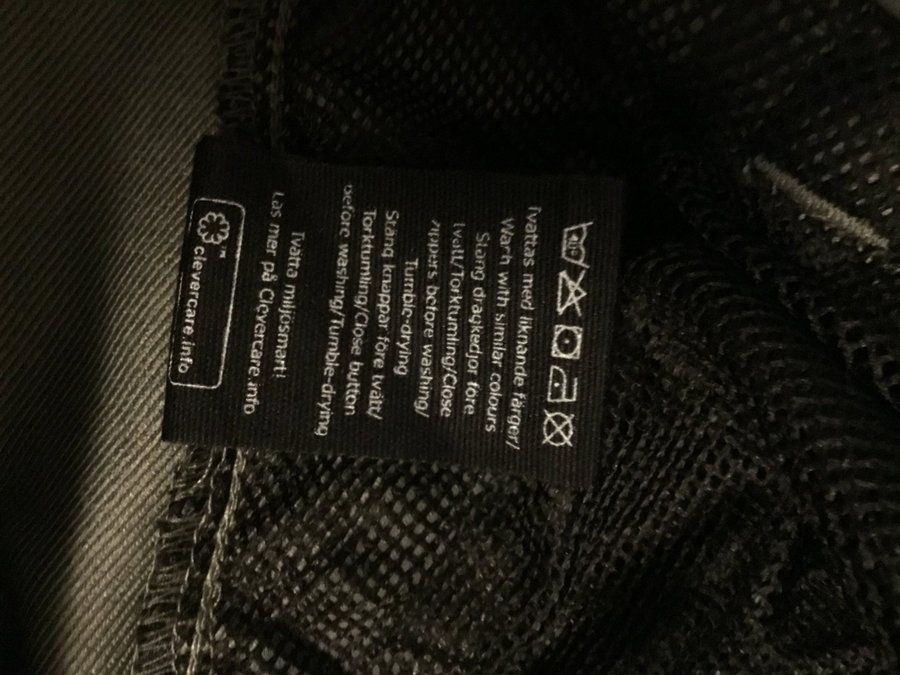 40
Tvättas med liknande färger/
Wash with similar colours
Stäng dragkedjor före
tvätt/Torktumling/Close
zippers before washing/
Tumble-drying
Stäng knappar före tvätt/
Torktumling/Close button
before washing/Tumble-drying
Tvätta miljösmart!
Läs mer på Clevercare.info
clevercare.info
™